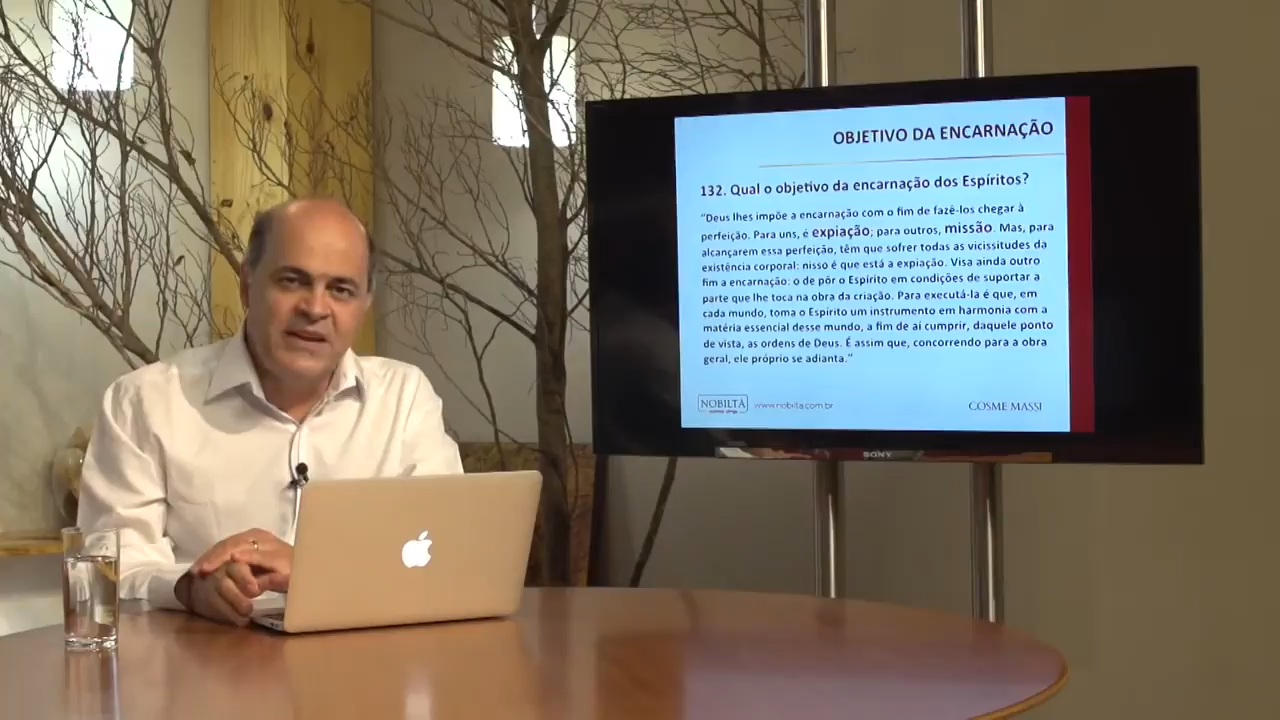 OBJETIVO DA ENCARNAÇÃO
132. Qual o objetivo da encarnação dos Espíritos?
“Deus lhes impõe a encarnação com o fim de fazê-los chegar à
perfeição. Para uns, é expiação; para outros, missão. Mas, para
alcançarem essa perfeição, têm que sofrer todas as vicissitudes da
existência corporal: nisso é que está a expiação. Visa ainda outro
fim a encarnação: o de pôr o Espírito em condições de suportar a
parte que lhe toca na obra da criação. Para executá-la é que, em
cada mundo, toma o Espírito um instrumento em harmonia com a
matéria essencial desse mundo, a fim de aí cumprir, daquele ponto
de vista, as ordens de Deus. É assim que, concorrendo para a obra
geral, ele próprio se adianta.”
NOBILTÀ
www.nobilta.com.br
COSME MASSI
SONY